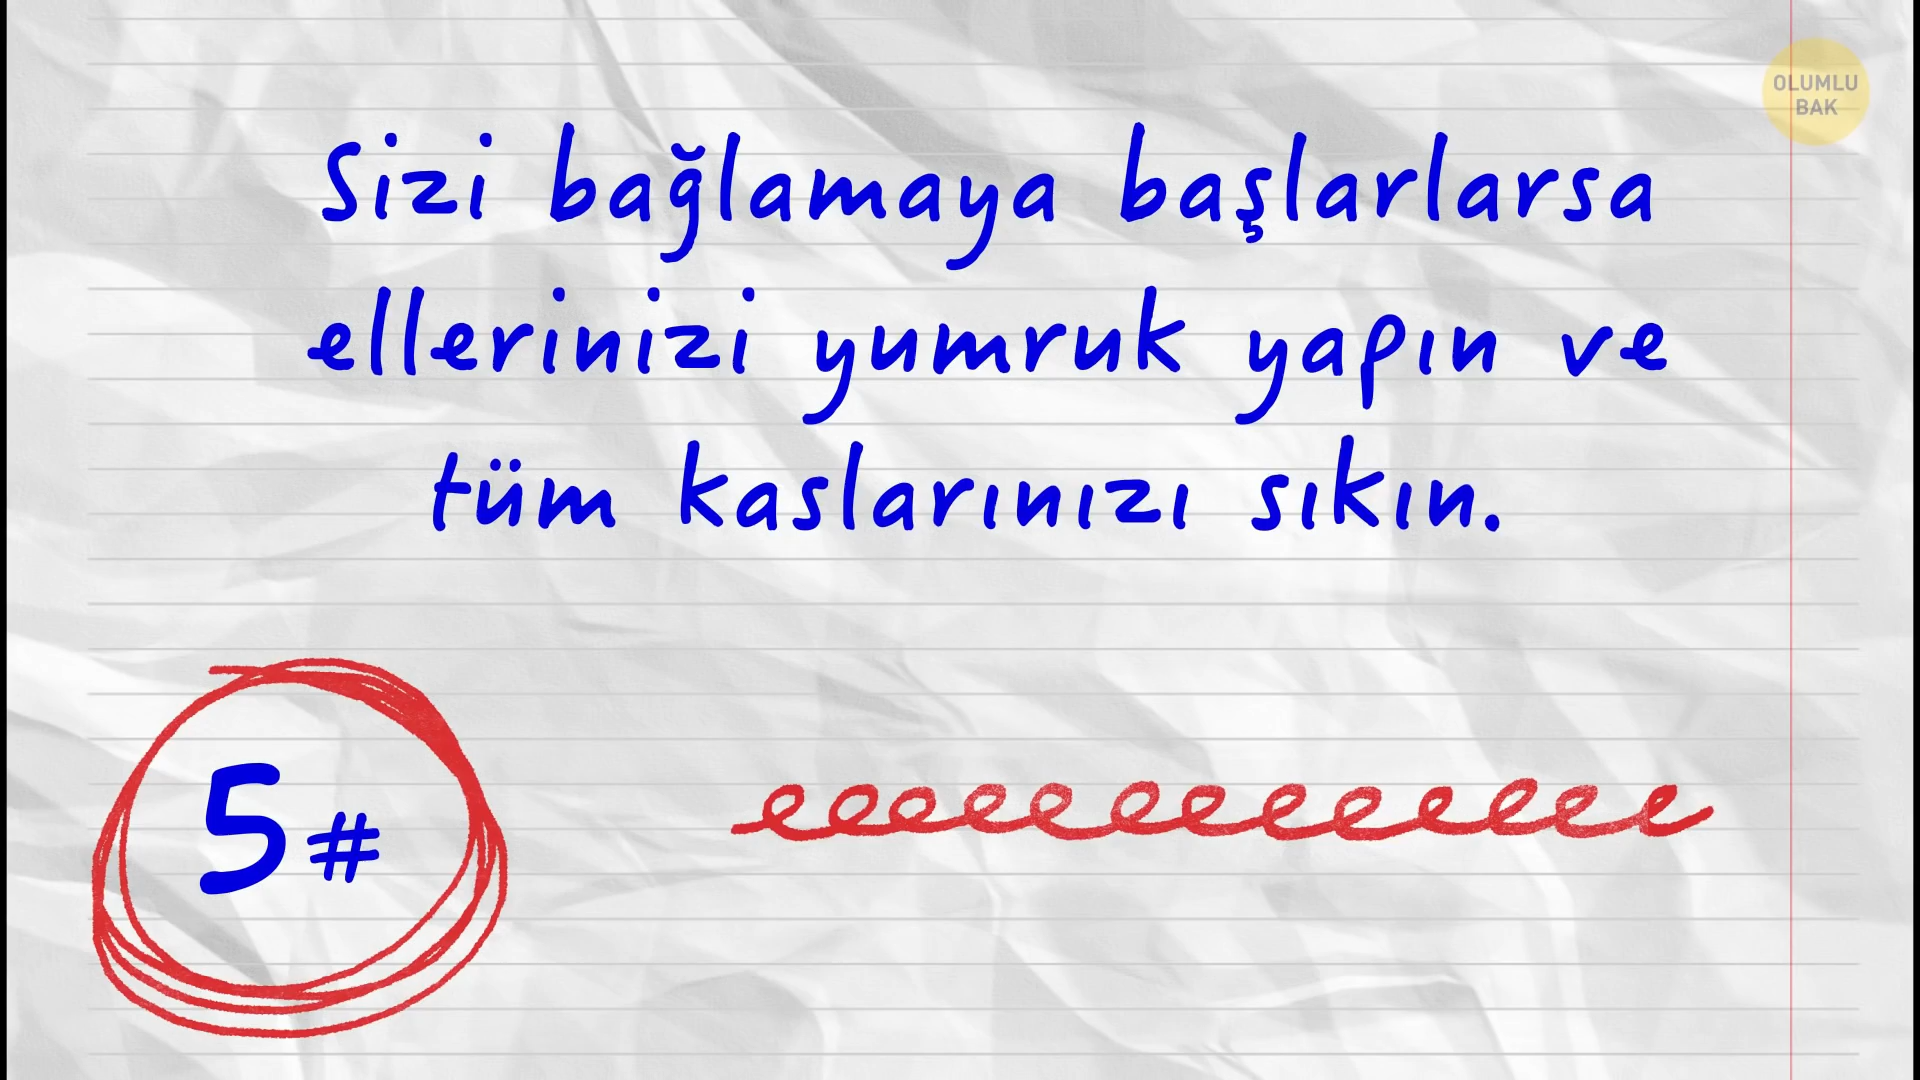 OLUMLU
BAK
Sizi bağlamaya başlarlarsa
ellerinizi yumruk yapın ve
tüm kaslarınızı sıkın.
5#